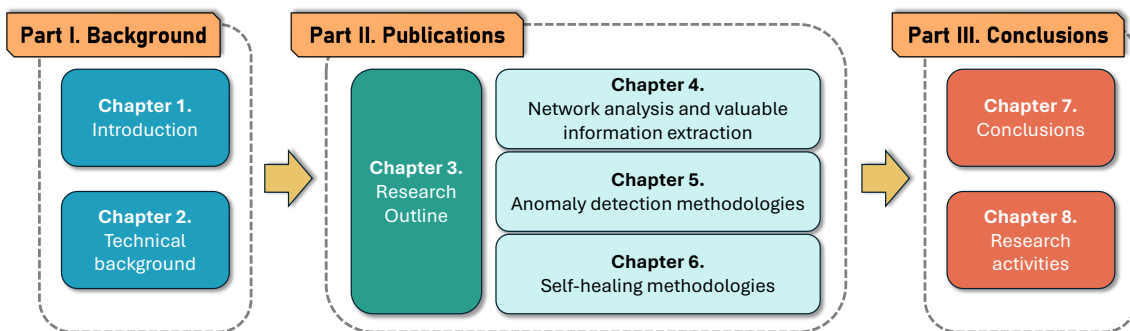 Part I. Background
Chapter 1.
Introduction
Chapter 2.
Technical
background
Part II. Publications
Chapter 3.
Research
Outline
Chapter 4.
Network analysis and valuable
information extraction
Chapter 5.
Anomaly detection methodologies
Chapter 6.
Self-healing methodologies
Part III. Conclusions
Chapter 7.
Conclusions
Chapter 8.
Research
activities